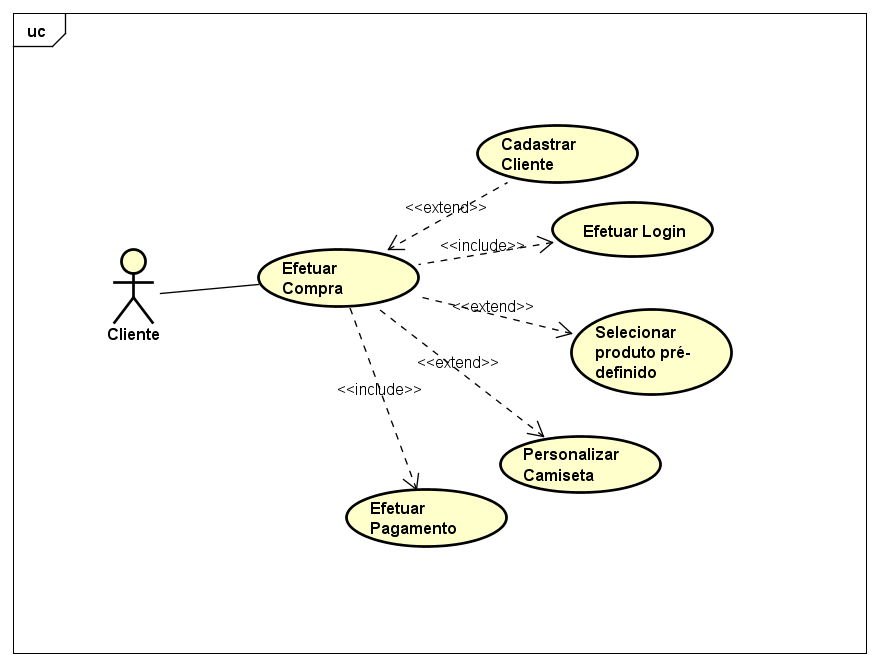 uc
Cadastrar
Cliente
<<extend>>
Efetuar Login
<<include>>
Efetuar
Compra
Cliente
<<extend>>
Selecionar
produto pré-
definido
<<extend>>
<<include>>
Personalizar
Camiseta
Efetuar
Pagamento